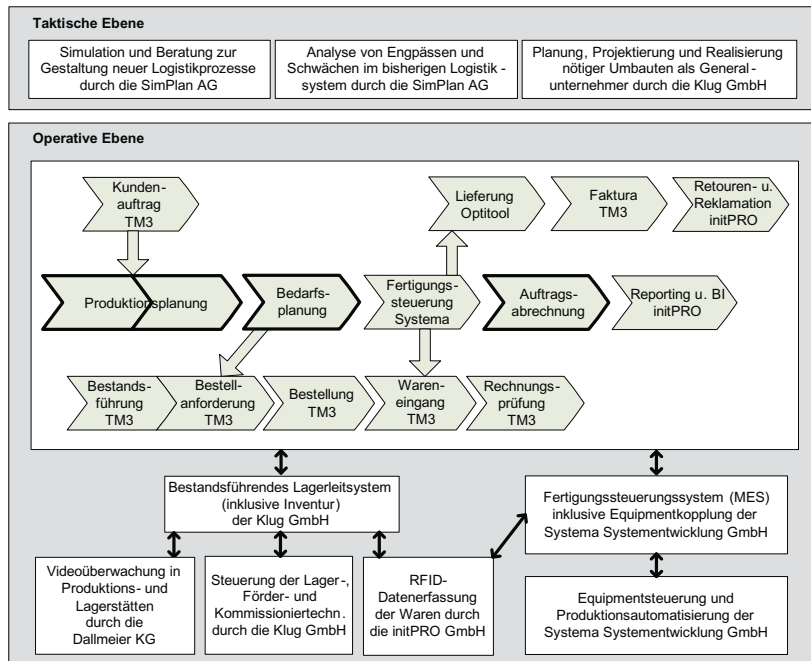 Taktische Ebene
Simulation und Beratung zur
Gestaltung neuer Logistikprozesse
durch die SimPlan AG
Analyse von Engpässen und
Schwächen im bisherigen Logistik -
system durch die SimPlan AG
Planung, Projektierung und Realisierung
nötiger Umbauten als General -
unternehmer durch die Klug GmbH
Operative Ebene
Kunden-
auftrag
TM3
Lieferung
Optitool
Faktura
TM3
Retouren- u.
Reklamation
initPRO
Produktionsplanung
Bedarfs-
planung
Fertigungs-
steuerung
Systema
Auftrags-
abrechnung
Reporting u. BI
initPRO
Bestands-
führung
TM3
Bestell-
anforderung
TM3
Bestellung
TM3
Waren-
eingang
TM3
Rechnungs-
prüfung
TM3
Bestandsführendes Lagerleitsystem
(inklusive Inventur)
der Klug GmbH
Fertigungssteuerungssystem (MES)
inklusive Equipmentkopplung der
Systema Systementwicklung GmbH
Videoüberwachung in
Produktions- und
Lagerstätten
durch die
Dallmeier KG
Steuerung der Lager-,
Förder- und
Kommissioniertechn.
durch die Klug GmbH
RFID-
Datenerfassung
der Waren durch
die initPRO GmbH
Equipmentsteuerung und
Produktionsautomatisierung der
Systema Systementwicklung GmbH